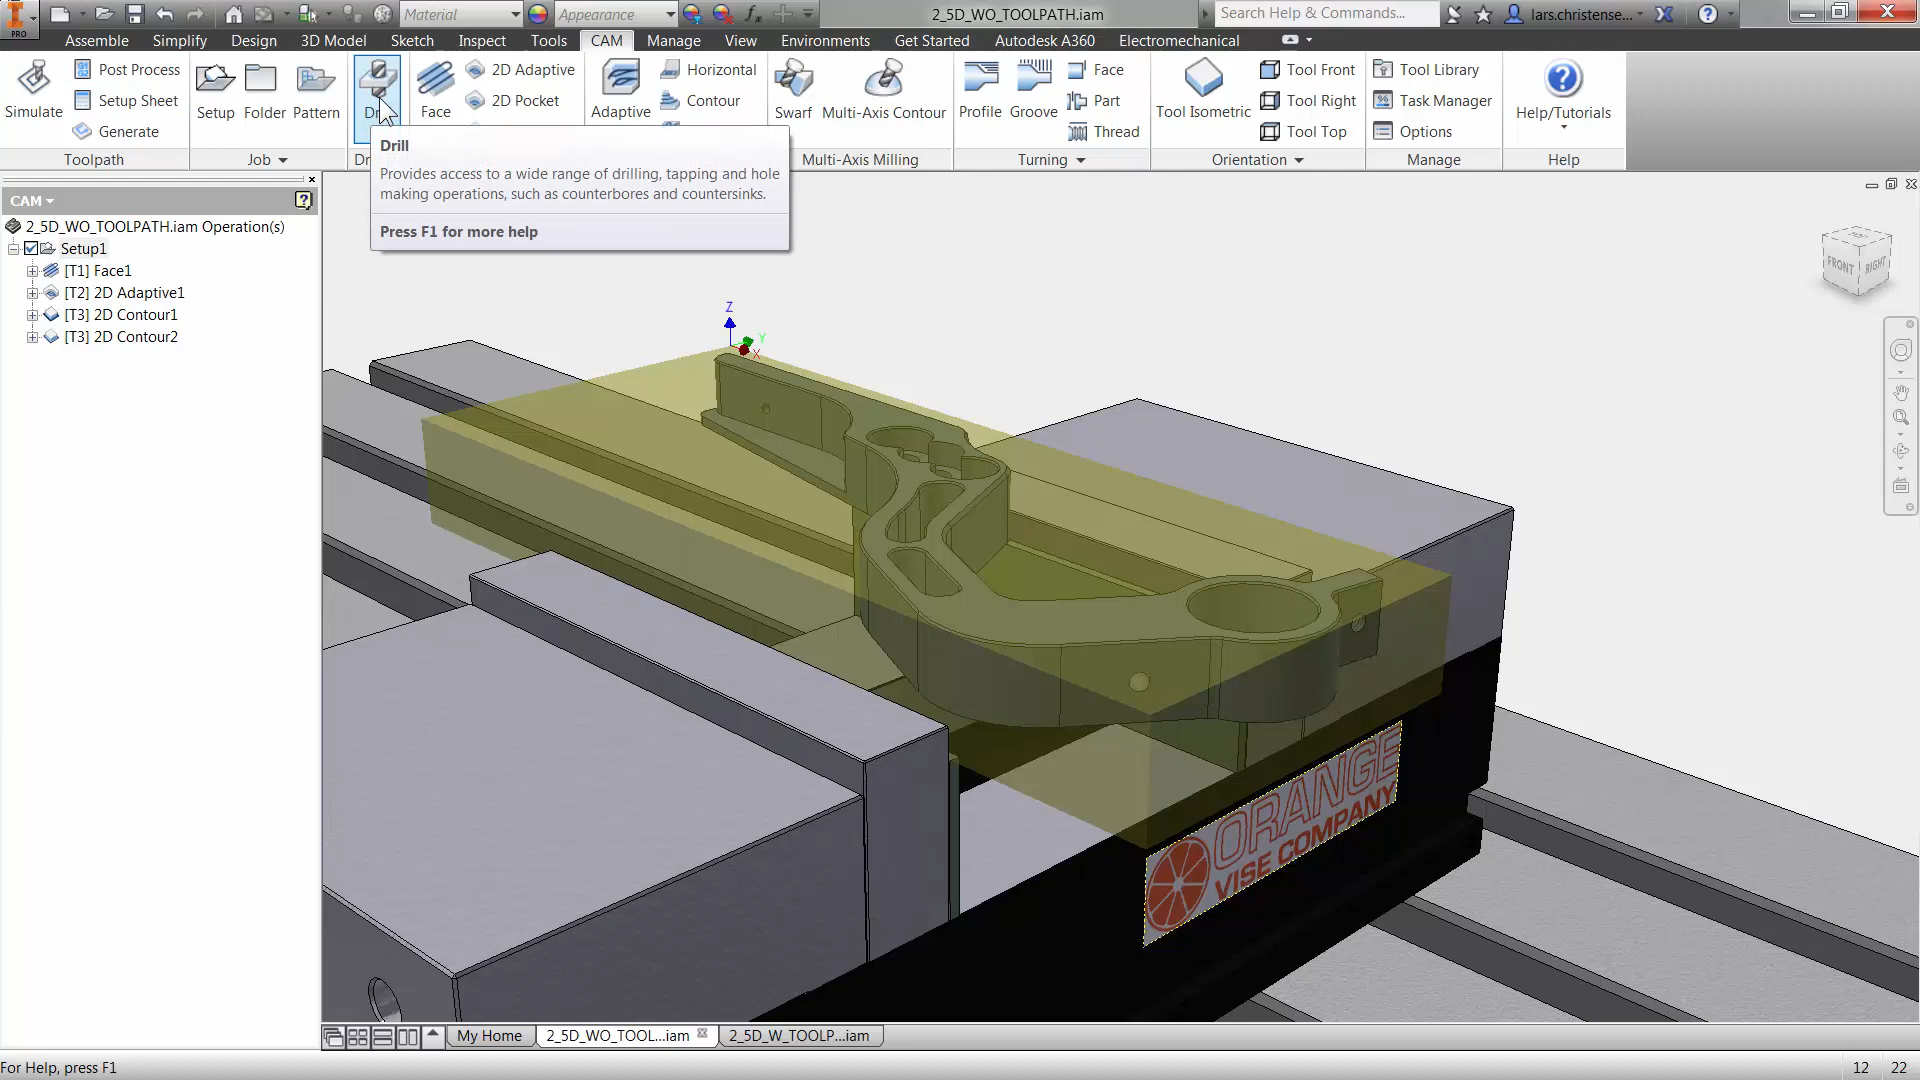 PRO
Material
Appearance
2_5D_WO_TOOLPATH.iam
Search Help & Commands...
lars.christense...
Assemble Simplify Design 3D Model Sketch Inspect Tools CAM Manage View Environments Get Started Autodesk A360 Electromechanical
Simulate
Post Process
Setup Sheet
Generate
Toolpath
Setup
Folder
Pattern
Job
Face
2D Adaptive
2D Pocket
Adaptive
Horizontal
Contour
Swarf
Multi-Axis Contour
Multi-Axis Milling
Profile
Groove
Face
Part
Thread
Turning
Tool Isometric
Tool Front
Tool Right
Tool Top
Orientation
Tool Library
Task Manager
Options
Manage
Help/Tutorials
Help
Drill
Provides access to a wide range of drilling, tapping and hole
making operations, such as counterbores and countersinks.
Press F1 for more help
CAM
2_5D_WO_TOOLPATH.iam Operation(s)
Setup1
[T1] Face1
[T2] 2D Adaptive1
[T3] 2D Contour1
[T3] 2D Contour2
Z
Y
X
FRONT
RIGHT
ORANGE
VISE COMPANY
My Home
2_5D_WO_TOOL...iam
2_5D_W_TOOLP...iam
For Help, press F1
12 22